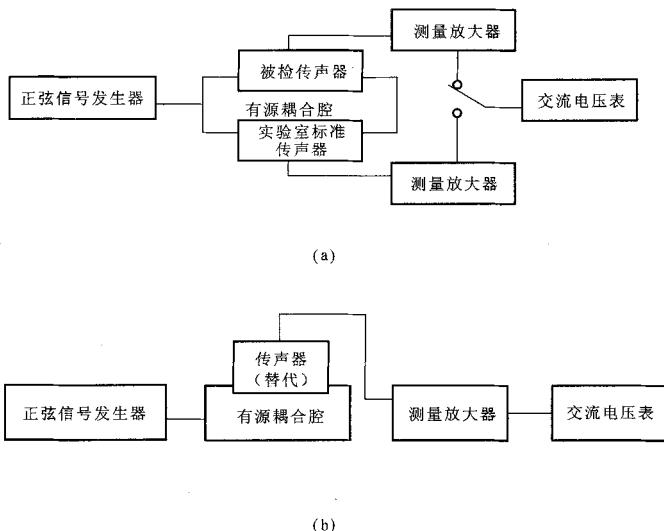 测量放大器
被检传声器
正弦信号发生器
有源耦合腔
交流电压表
实验室标准
传声器
测量放大器
(a)
传声器
(替代)
正弦信号发生器
有源耦合腔
测量放大器
交流电压表
(b)